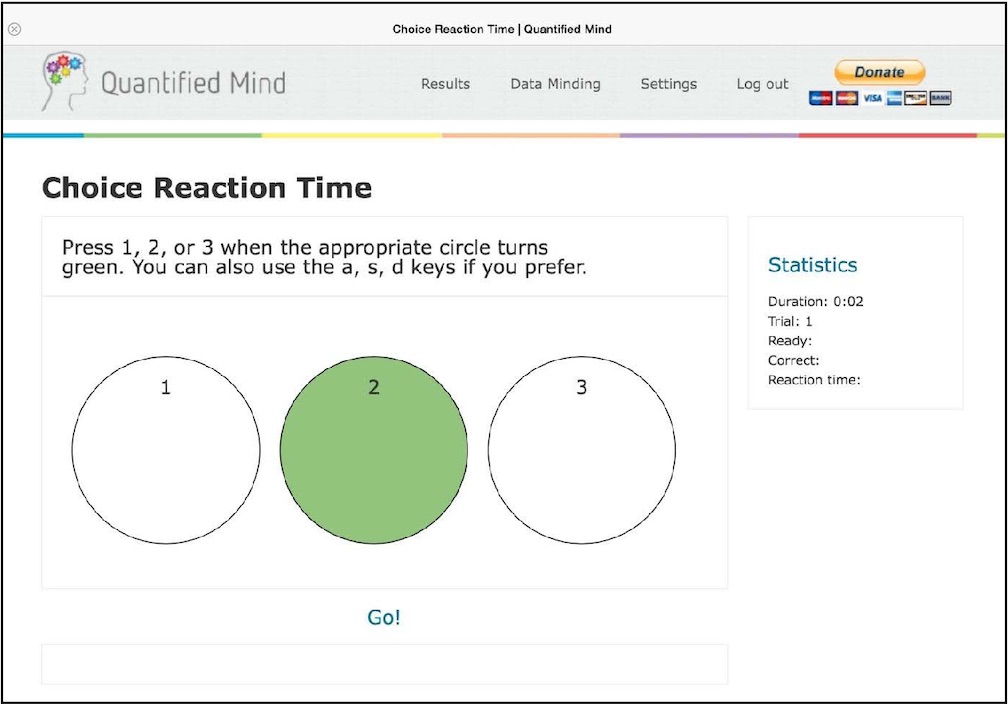 Choice Reaction Time | Quantified Mind
Quantified Mind
Results
Data Minding
Settings
Log out
Donate
VISA
BANK
Choice Reaction Time
Press 1, 2, or 3 when the appropriate circle turns
green. You can also use the a, s, d keys if you prefer.
1
2
3
Go!
Statistics
Duration: 0:02
Trial: 1
Ready:
Correct:
Reaction time: